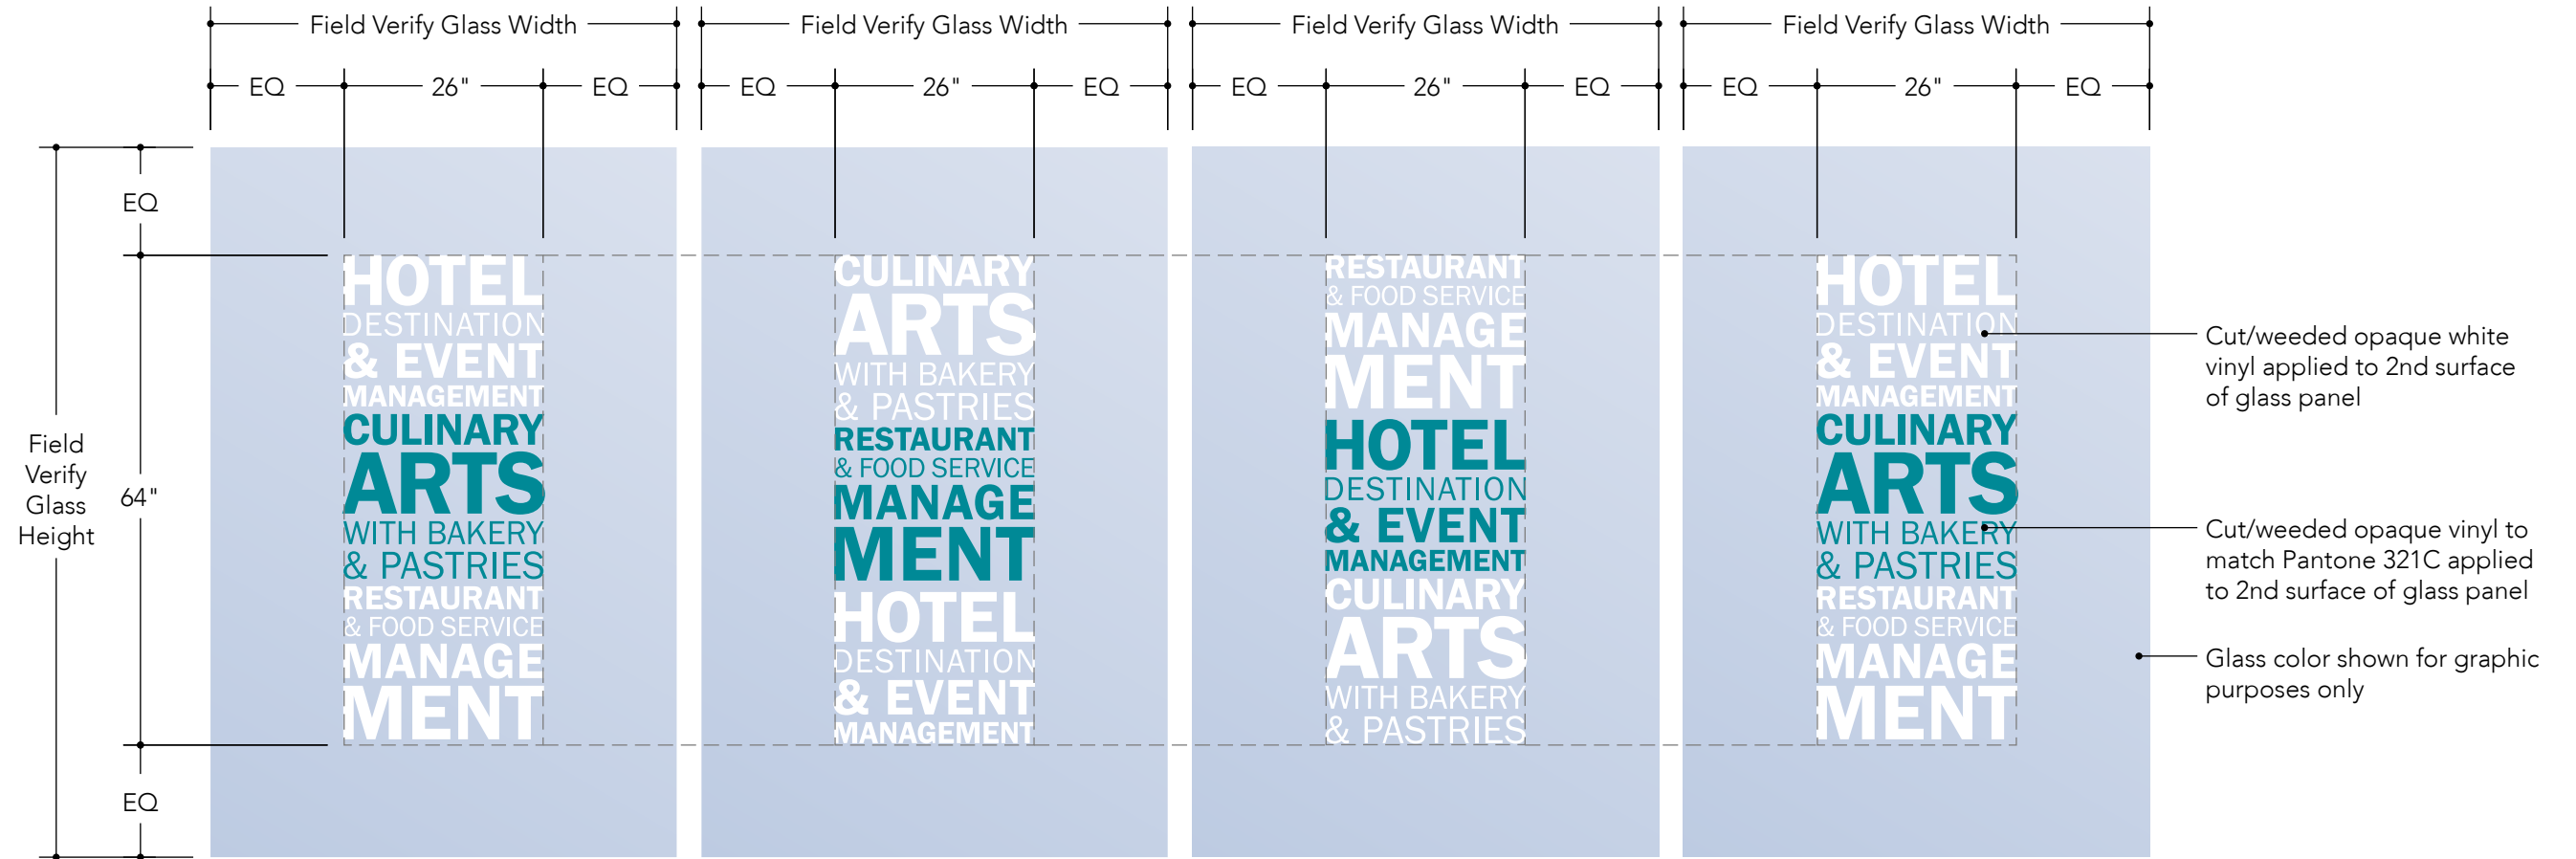 Field Verify Glass Width
Field Verify Glass Width
Field Verify Glass Width
Field Verify Glass Width
EQ
26"
EQ
EQ
26"
EQ
EQ
26"
EQ
EQ
26"
EQ
EQ
Field
Verify
Glass
Height
64"
EQ
HOTEL
DESTINATION
& EVENT
MANAGEMENT
CULINARY
ARTS
WITH BAKERY
& PASTRIES
RESTAURANT
& FOOD SERVICE
MANAGE
MENT
CULINARY
ARTS
WITH BAKERY
& PASTRIES
RESTAURANT
& FOOD SERVICE
MANAGE
MENT
HOTEL
DESTINATION
& EVENT
MANAGEMENT
RESTAURANT
& FOOD SERVICE
MANAGE
MENT
HOTEL
DESTINATION
& EVENT
MANAGEMENT
CULINARY
ARTS
WITH BAKERY
& PASTRIES
HOTEL
DESTINATION
& EVENT
MANAGEMENT
CULINARY
ARTS
WITH BAKERY
& PASTRIES
RESTAURANT
& FOOD SERVICE
MANAGE
MENT
Cut/weeded opaque white
vinyl applied to 2nd surface
of glass panel
Cut/weeded opaque vinyl to
match Pantone 321C applied
to 2nd surface of glass panel
Glass color shown for graphic
purposes only